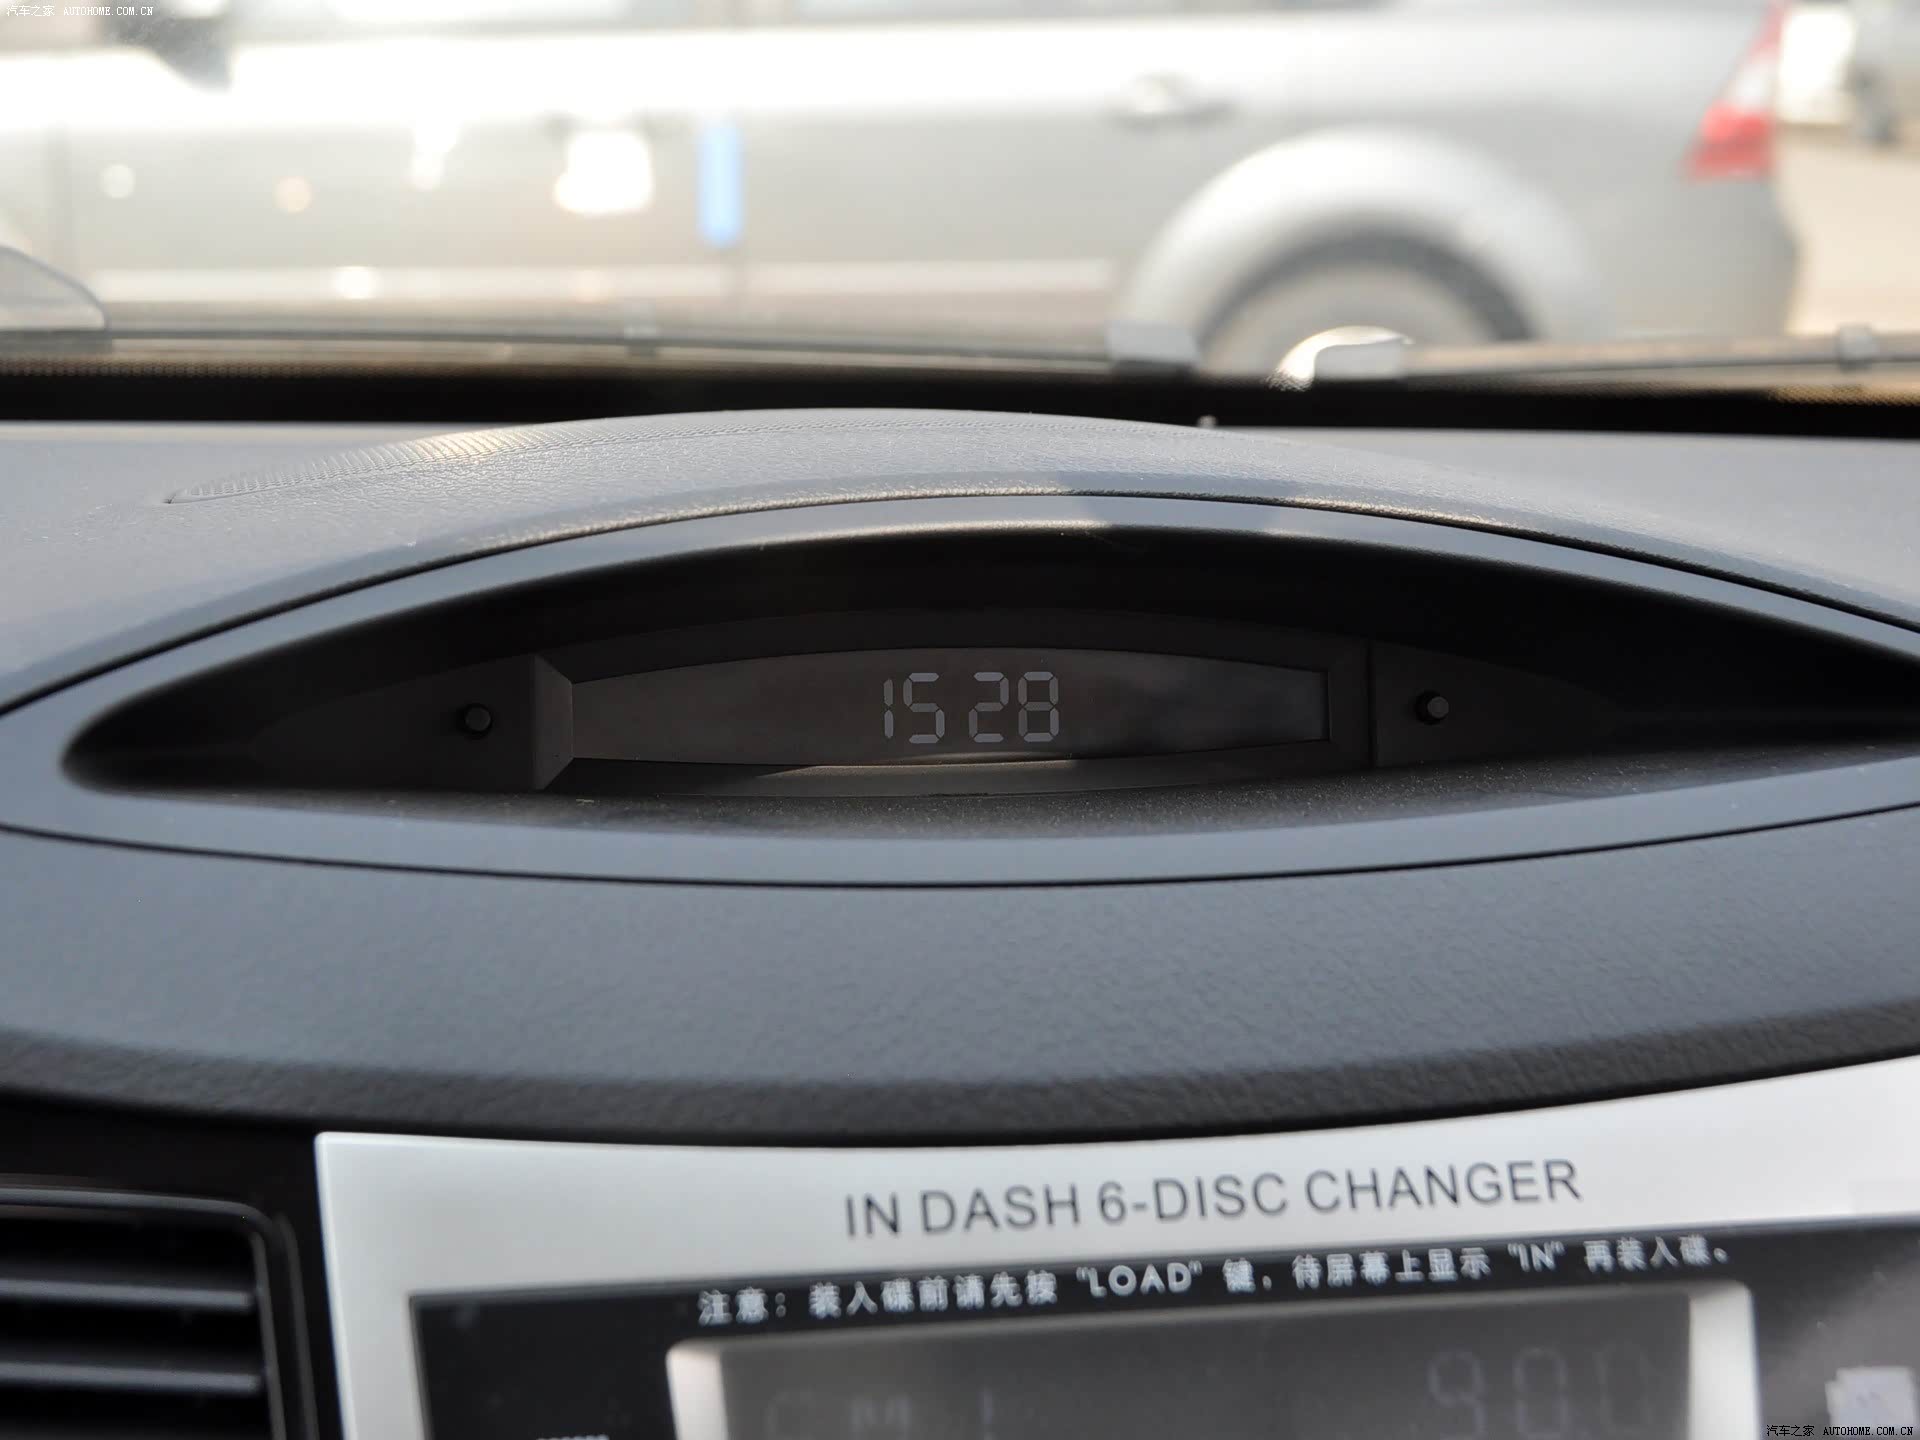 汽车之家 AUTOHOME.COM.CN
1528
IN DASH 6-DISC CHANGER
注意：装入碟前请先按 "LOAD" 键，待屏幕上显示 "IN" 再装入碟。
900
汽车之家 AUTOHOME.COM.CN